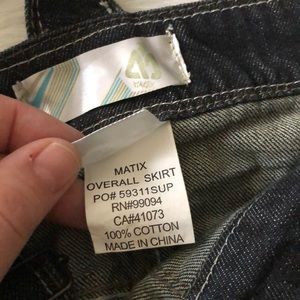 MATIX
OVERALL SKIRT
PO# 59311SUP
RN#99094
CA#41073
100% COTTON
MADE IN CHINA